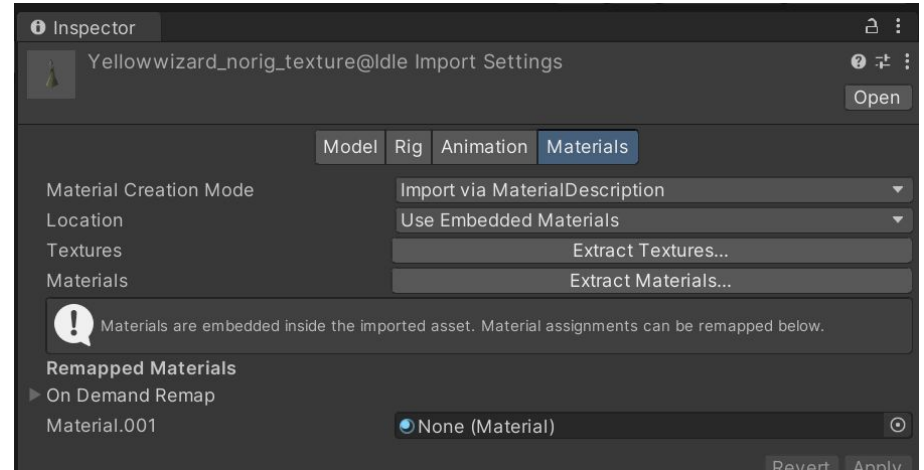 Inspector
Yellowwizard_norig_texture@Idle Import Settings
Open
Model Rig Animation Materials
Material Creation Mode Import via MaterialDescription
Location Use Embedded Materials
Textures Extract Textures...
Materials Extract Materials...
Materials are embedded inside the imported asset. Material assignments can be remapped below.
Remapped Materials
On Demand Remap
Material.001 None (Material)
Revert Apply